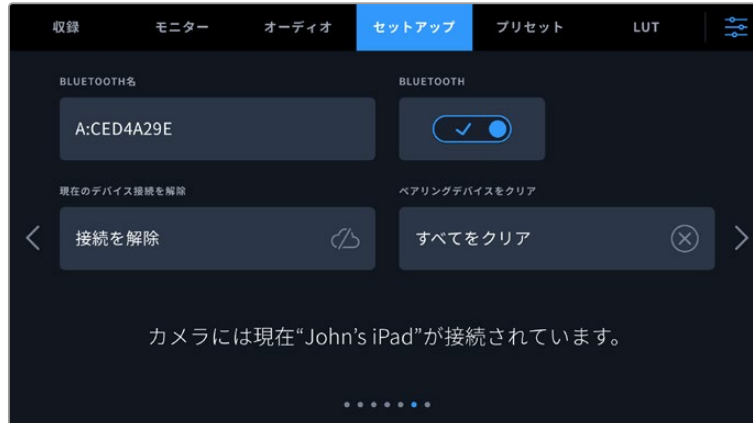 収録 モニター オーディオ セットアップ プリセット LUT
BLUETOOTH名 BLUETOOTH
A:CED4A29E
現在のデバイス接続を解除 ペアリングデバイスをクリア
接続を解除 すべてをクリア
カメラには現在“John’s iPad”が接続されています。